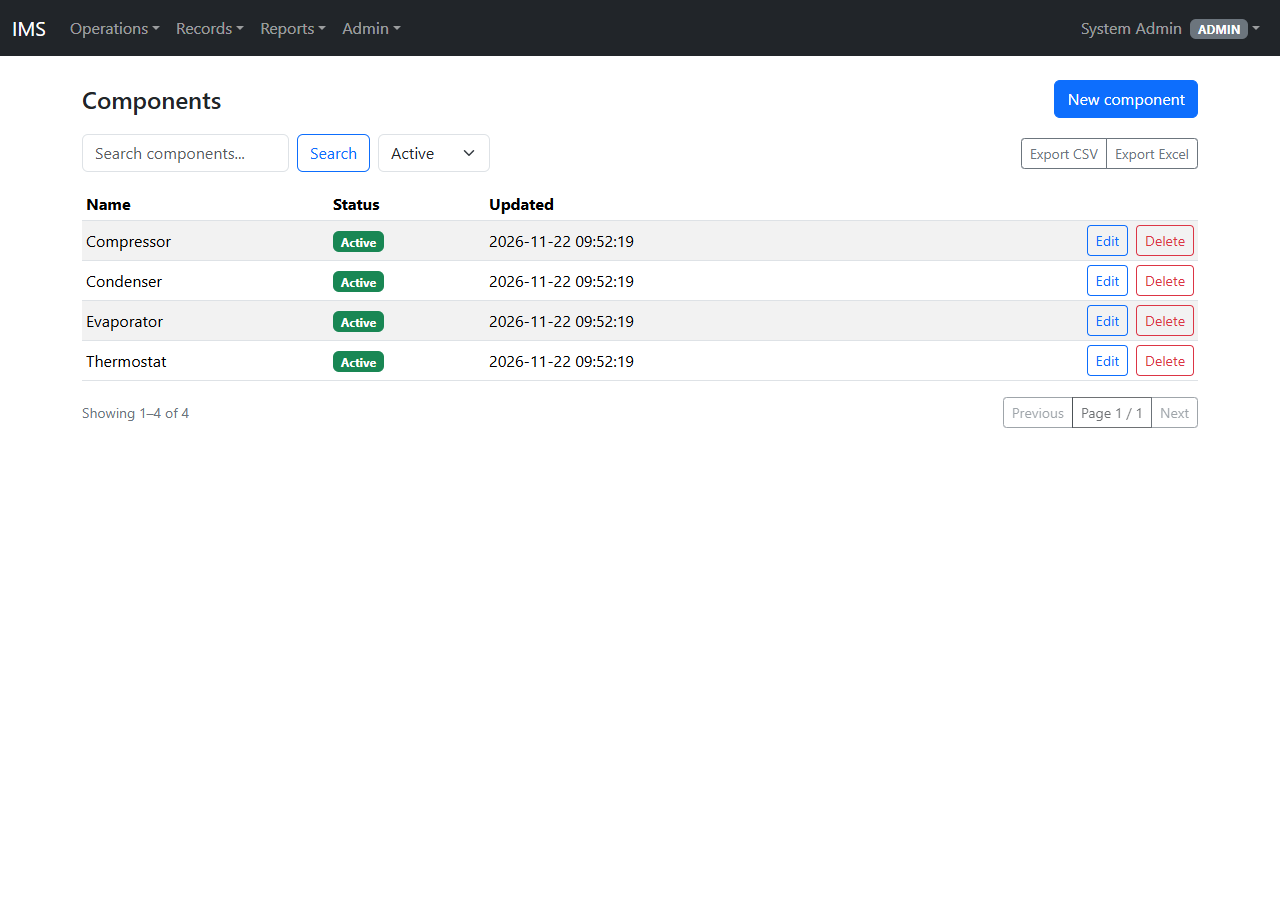 IMS Operations Records Reports Admin System Admin ADMIN
Components New component
Search components... Search Active Export CSV Export Excel
Name Status Updated
Compressor Active 2026-11-22 09:52:19 Edit Delete
Condenser Active 2026-11-22 09:52:19 Edit Delete
Evaporator Active 2026-11-22 09:52:19 Edit Delete
Thermostat Active 2026-11-22 09:52:19 Edit Delete
Showing 1–4 of 4 Previous Page 1 / 1 Next